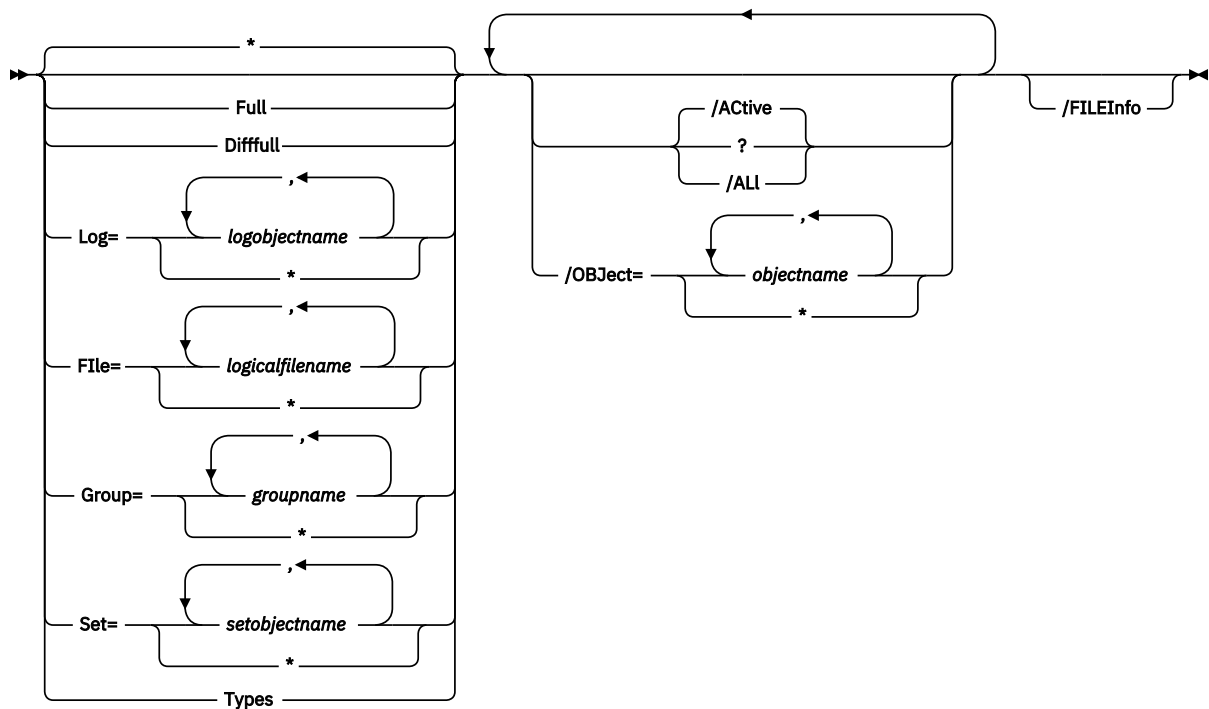 *
Full
Difffull
,
Log= logobjectname
*
,
FIle= logicalfilename
*
,
Group= groupname
*
,
Set= setobjectname
*
Types
/ACtive
?
/ALl
,
/OBJect= objectname
*
/FILEInfo